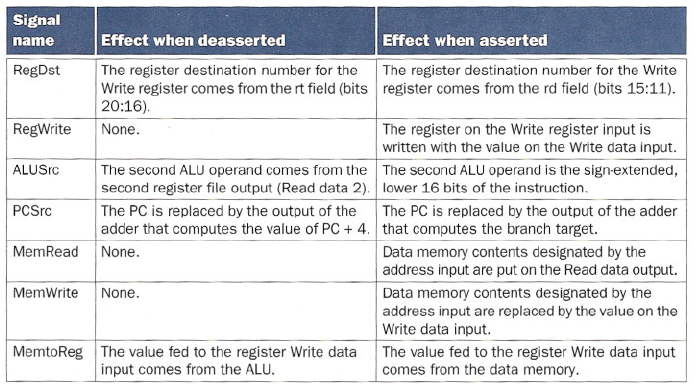 Signal
name Effect when deasserted Effect when asserted
RegDst The register destination number for the The register destination number for the Write
Write register comes from the rt field (bits register comes from the rd field (bits 15:11).
20:16).
RegWrite None. The register on the Write register input is
written with the value on the Write data input.
ALUSrc The second ALU operand comes from the The second ALU operand is the sign-extended,
second register file output (Read data 2). lower 16 bits of the instruction.
PCSrc The PC is replaced by the output of the The PC is replaced by the output of the adder
adder that computes the value of PC + 4. that computes the branch target.
MemRead None. Data memory contents designated by the
address input are put on the Read data output.
MemWrite None. Data memory contents designated by the
address input are replaced by the value on the
Write data input.
MemtoReg The value fed to the register Write data The value fed to the register Write data input
input comes from the ALU. comes from the data memory.